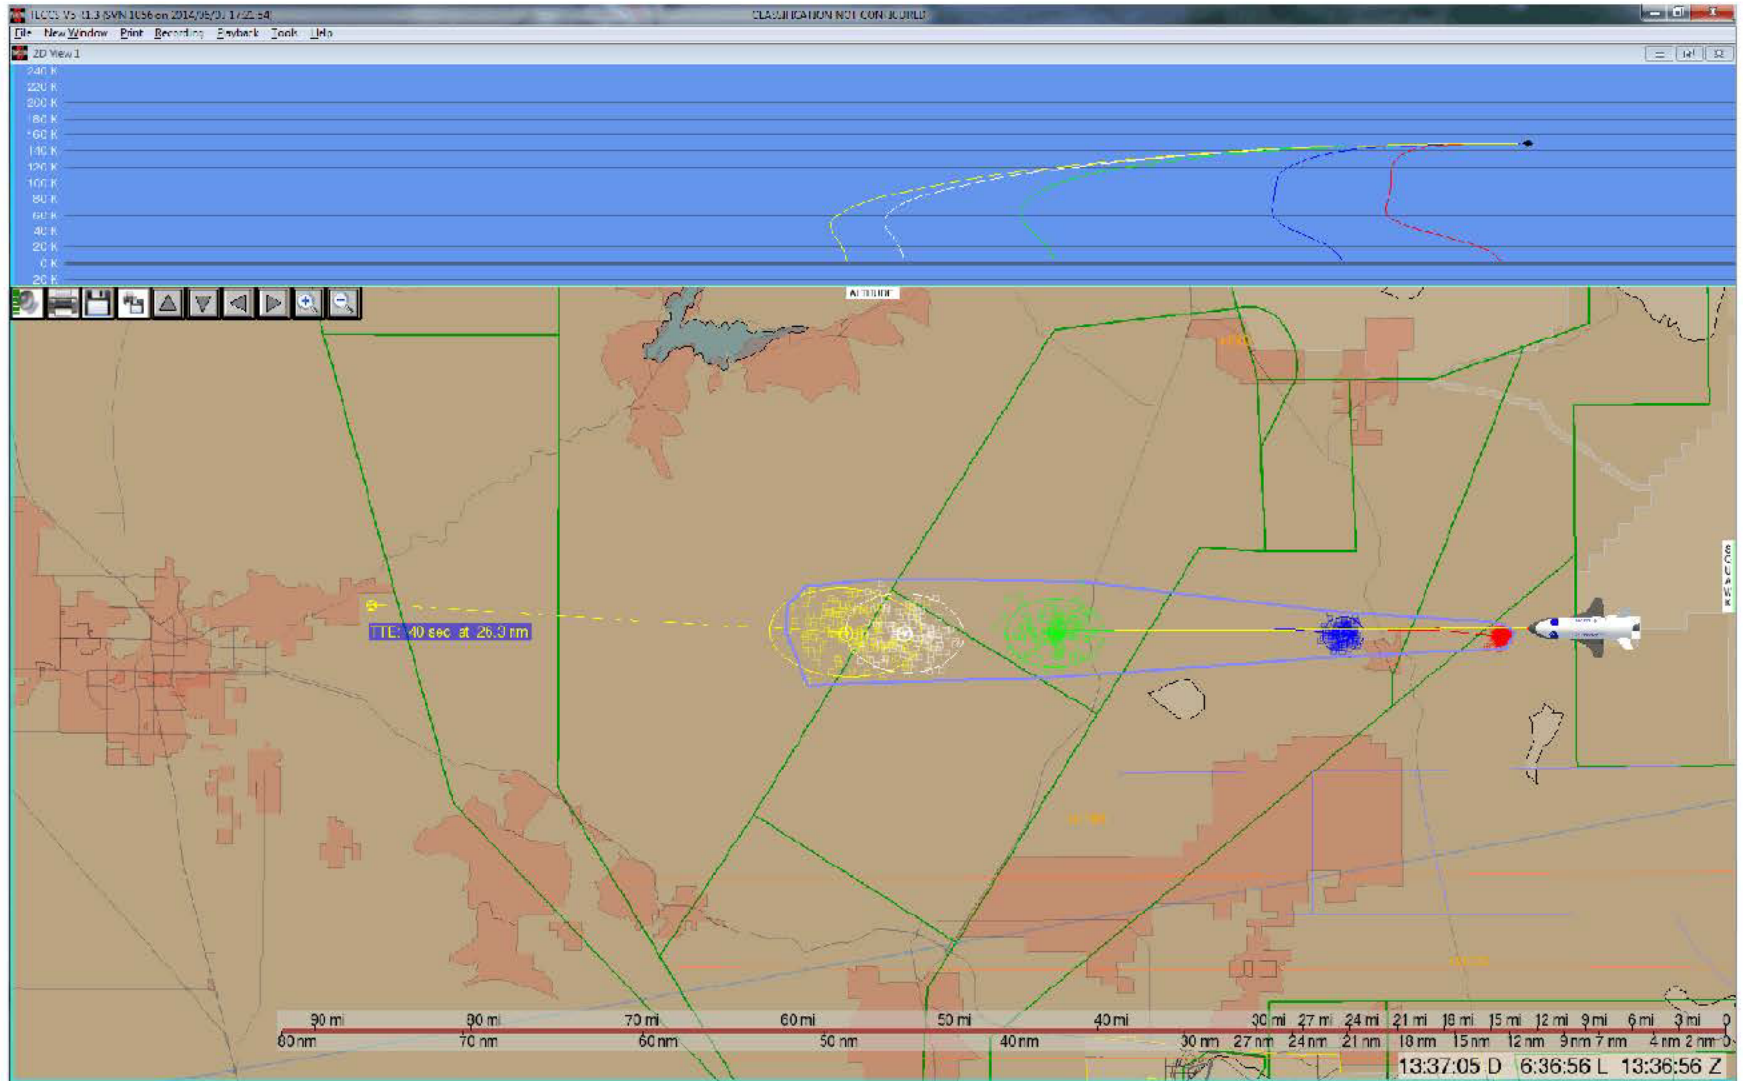 CLASSIFICATION NOT CONFIGURED
File New Window Print Recording Playback Tools Help
2D View 1
240 K
220 K
200 K
180 K
160 K
140 K
120 K
100 K
80 K
60 K
40 K
20 K
0 K
20 K
ALTITUDE
SQUAWK
TTE: 40 sec at 26.3 nm
90 mi 80 mi 70 mi 60 mi 50 mi 40 mi 30 mi 27 mi 24 mi 21 mi 18 mi 15 mi 12 mi 9 mi 6 mi 3 mi 0
80 nm 70 nm 60 nm 50 nm 40 nm 30 nm 27 nm 24 nm 21 nm 18 nm 15 nm 12 nm 9 nm 7 nm 4 nm 2 nm 0
13:37:05 D 6:36:56 L 13:36:56 Z